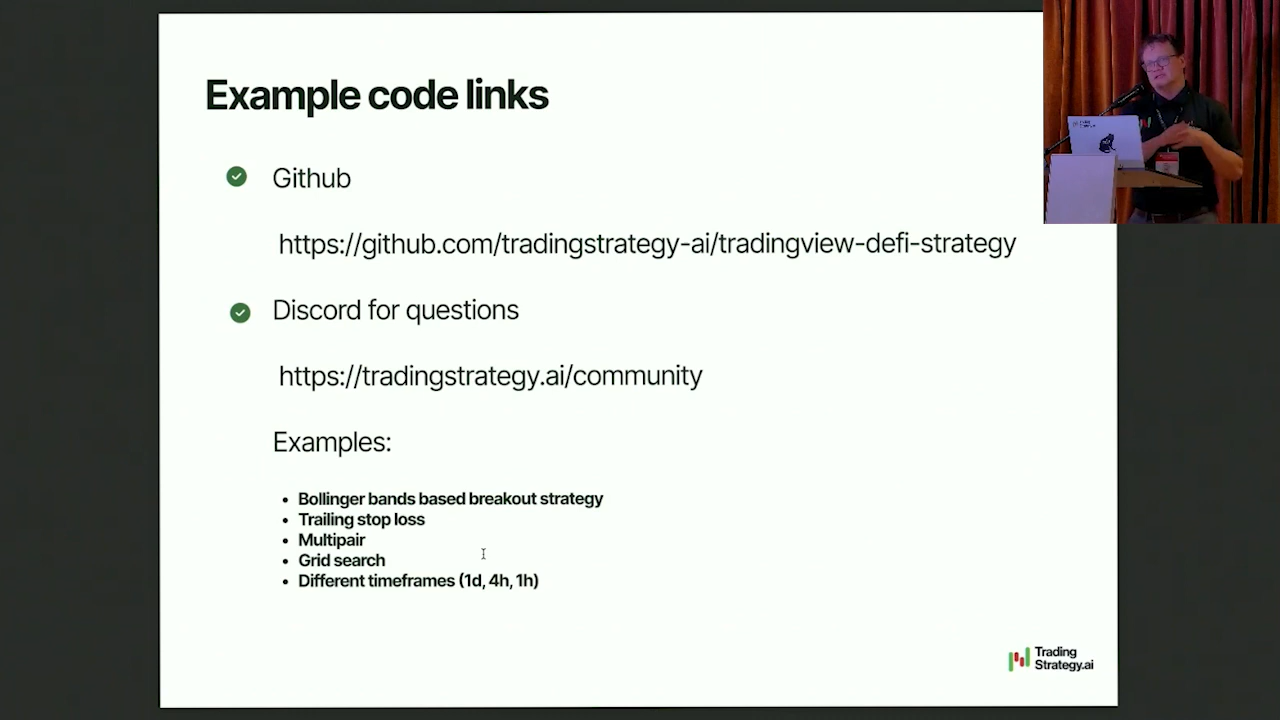 Example code links
Github
https://github.com/tradingstrategy-ai/tradingview-defi-strategy
Discord for questions
https://tradingstrategy.ai/community
Examples:
• Bollinger bands based breakout strategy
• Trailing stop loss
• Multipair
• Grid search
• Different timeframes (1d, 4h, 1h)
Trading
Strategy.ai